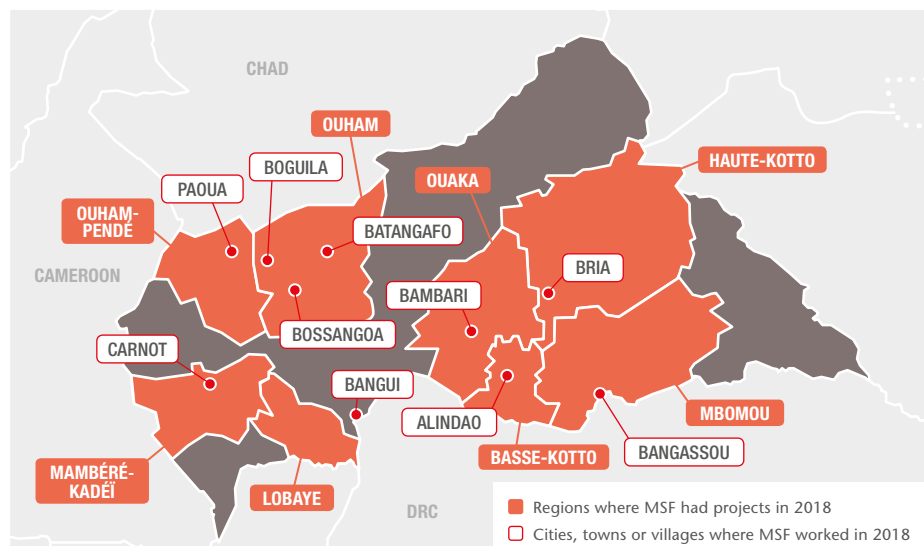 CHAD
OUHAM
BOGUILA
HAUTE-KOTTO
OUAKA
PAOUA
OUHAM-
PENDÉ
BATANGAFO
CAMEROON
BRIA
BAMBARI
BOSSANGOA
CARNOT
BANGUI
MBOMOU
ALINDAO
BASSE-KOTTO
BANGASSOU
MAMBÉRÉ-
KADÉÏ
LOBAYE
DRC
Regions where MSF had projects in 2018
Cities, towns or villages where MSF worked in 2018